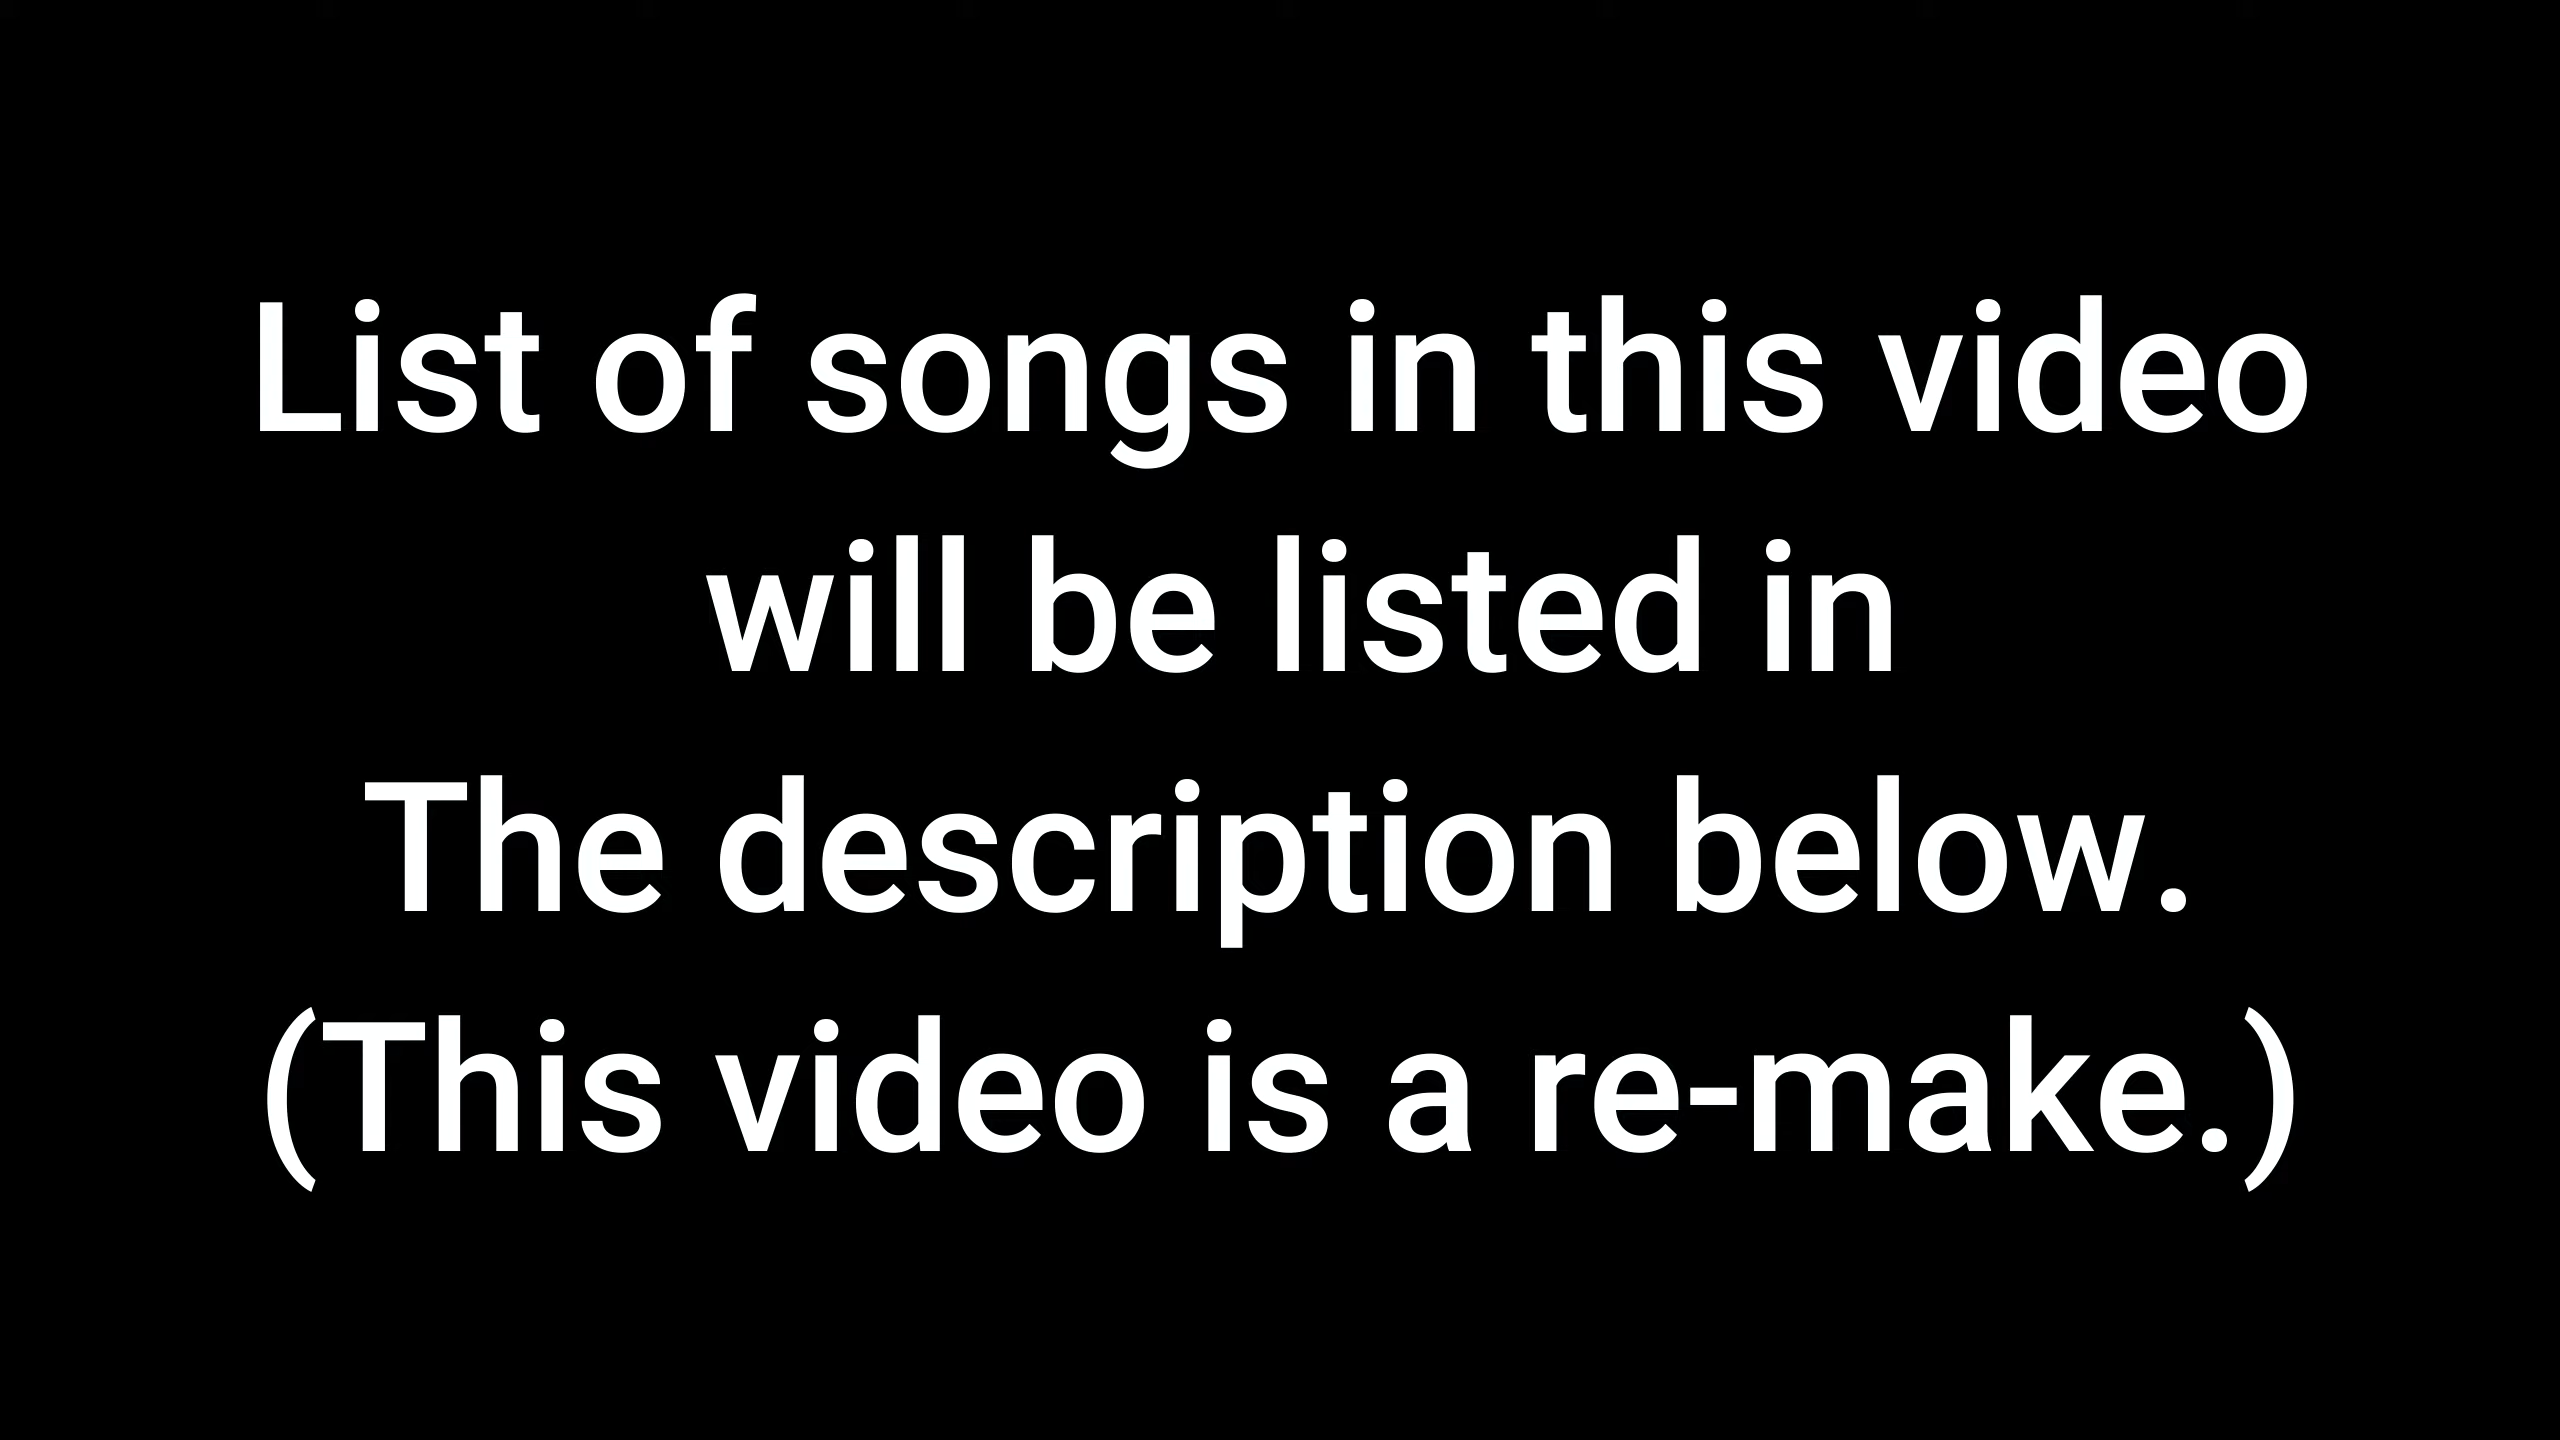 List of songs in this video
will be listed in
The description below.
(This video is a re-make.)